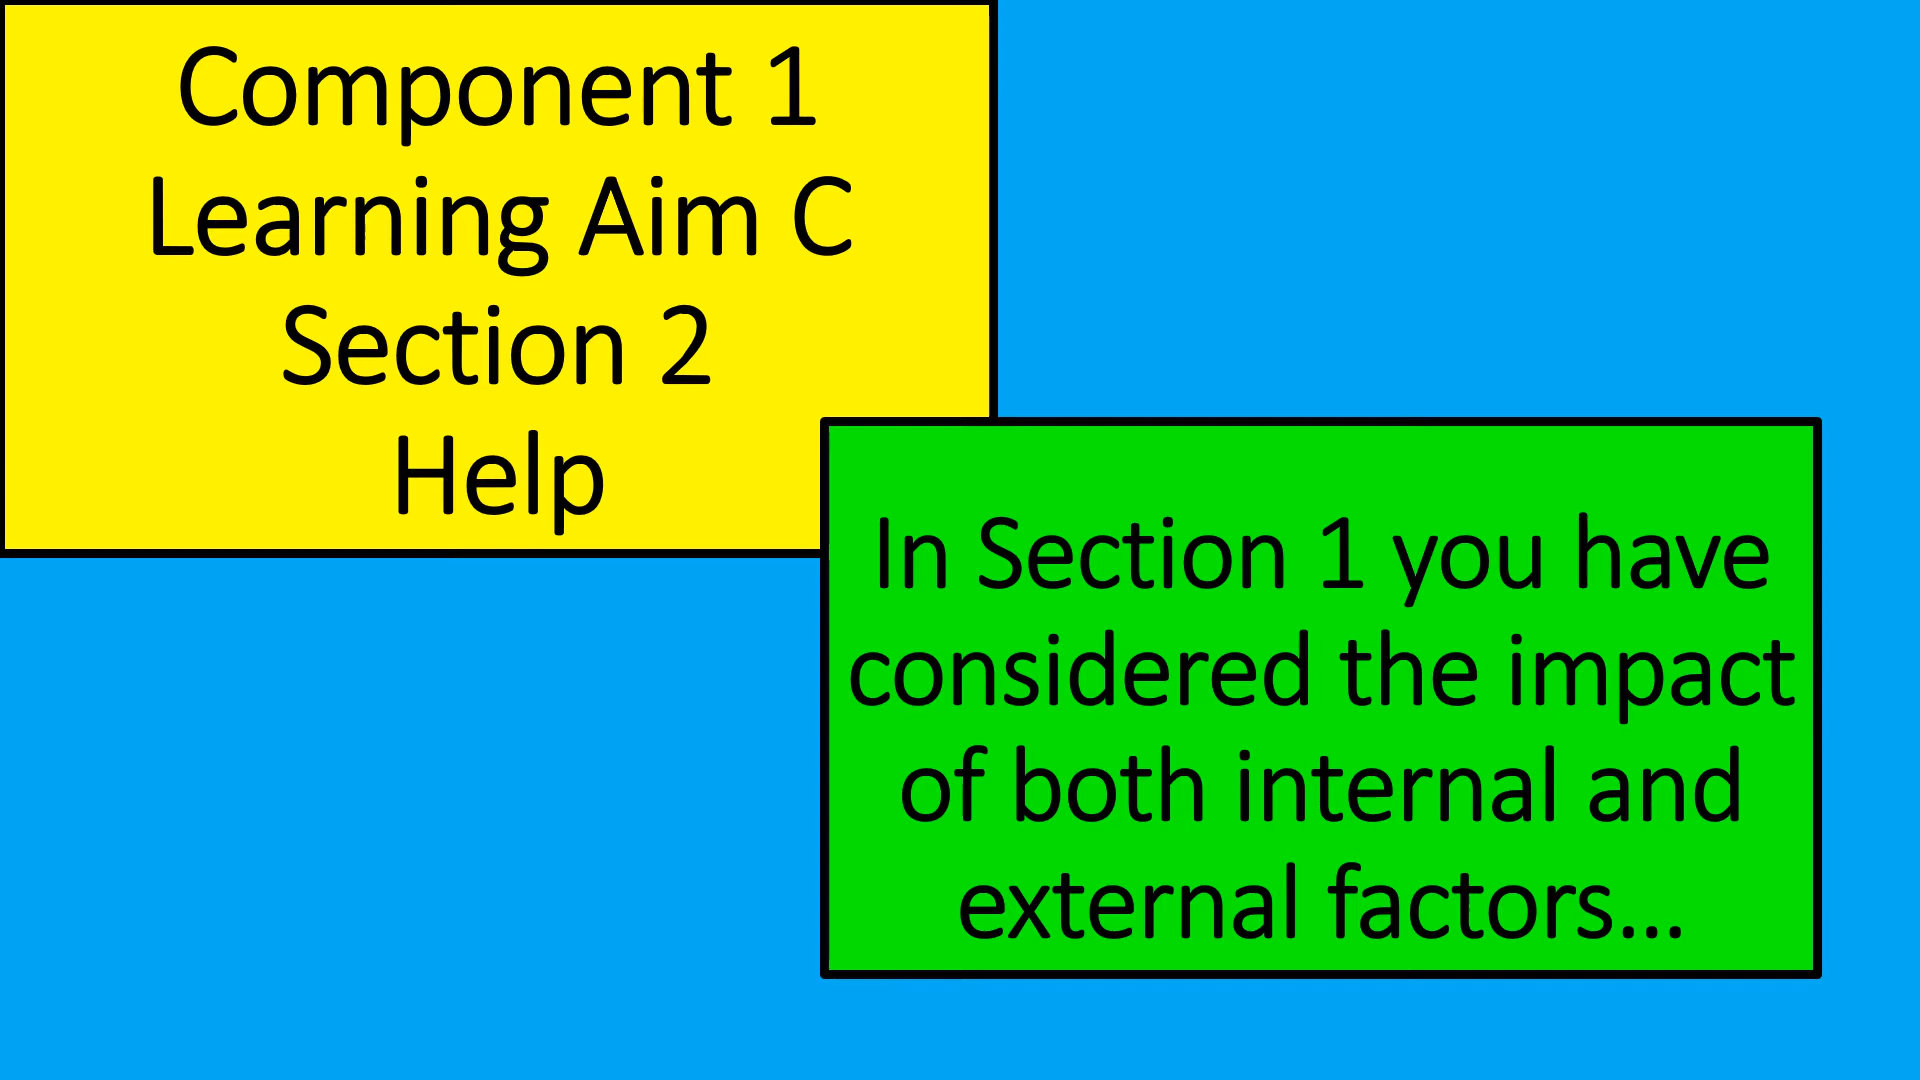 Component 1
Learning Aim C
Section 2
Help
In Section 1 you have
considered the impact
of both internal and
external factors...